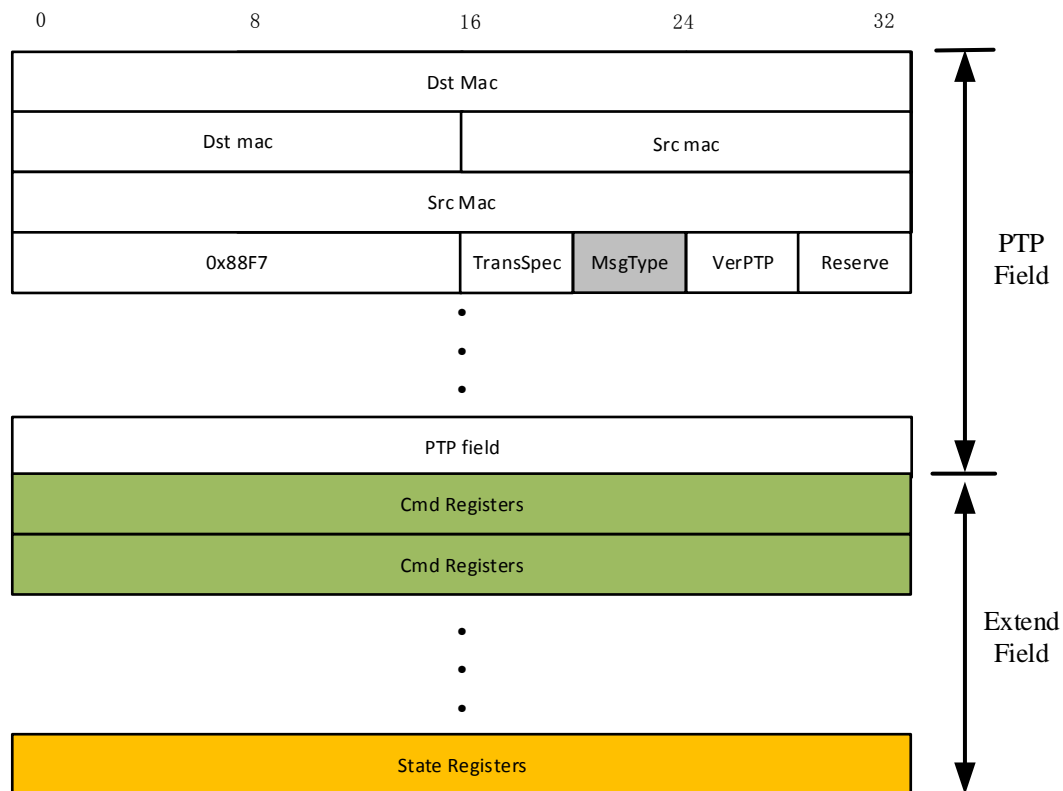 0 8 16 24 32
Dst Mac
Dst mac Src mac
Src Mac
0x88F7 TransSpec MsgType VerPTP Reserve
PTP
Field
PTP field
Cmd Registers
Cmd Registers
Extend
Field
State Registers